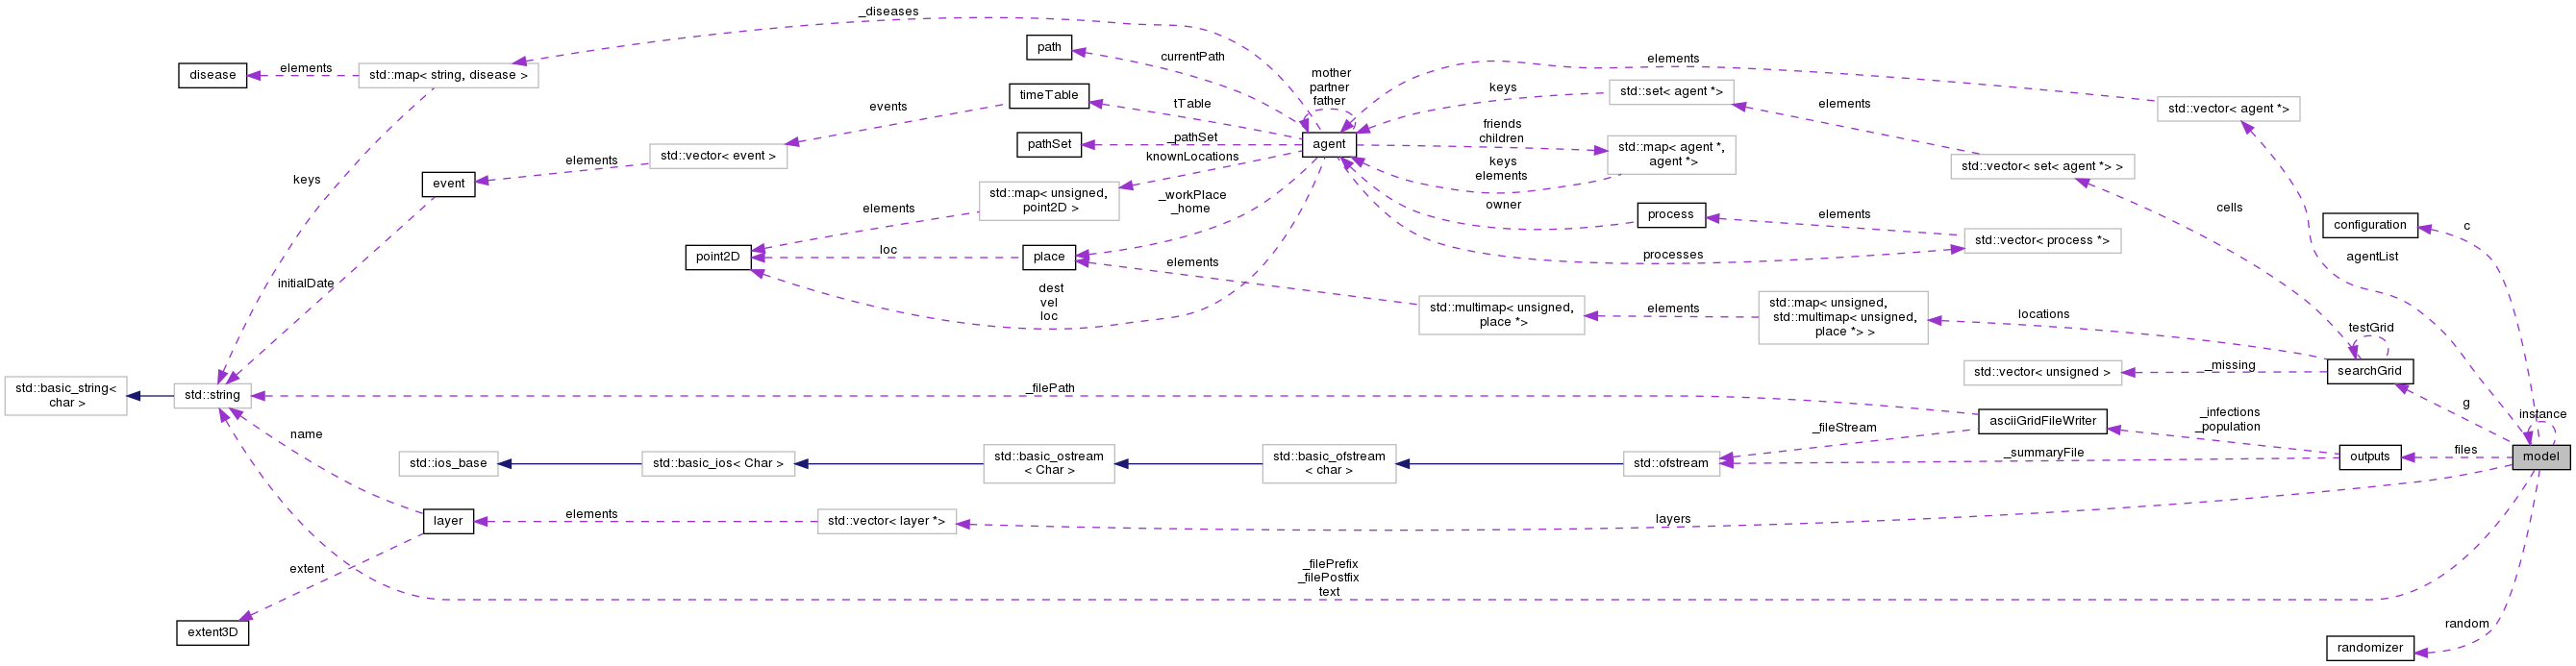 _diseases
path
elements
currentPath
mother
elements
disease
std::map< string, disease >
partner
keys
std::set< agent *>
timeTable
tTable
father
elements
std::vector< agent *>
events
friends
children
pathSet
_pathSet
agent
std::map< agent *,
agent *>
std::vector< event >
knownLocations
elements
keys
elements
std::vector< set< agent *> >
keys
event
std::map< unsigned,
point2D >
_workPlace
_home
owner
process
elements
cells
configuration
c
elements
std::vector< process *>
point2D
loc
place
elements
processes
agentList
initialDate
dest
vel
loc
std::multimap< unsigned,
place *>
elements
std::map< unsigned,
std::multimap< unsigned,
place *> >
locations
testGrid
std::vector< unsigned >
_missing
searchGrid
std::basic_string<
char >
std::string
_filePath
g
name
_fileStream
asciiGridFileWriter
_infections
_population
instance
std::ios_base
std::basic_ios< Char >
std::basic_ostream
< Char >
std::basic_ofstream
< char >
std::ofstream
_summaryFile
outputs
files
model
layer
elements
std::vector< layer *>
layers
extent
_filePrefix
_filePostfix
text
extent3D
random
randomizer